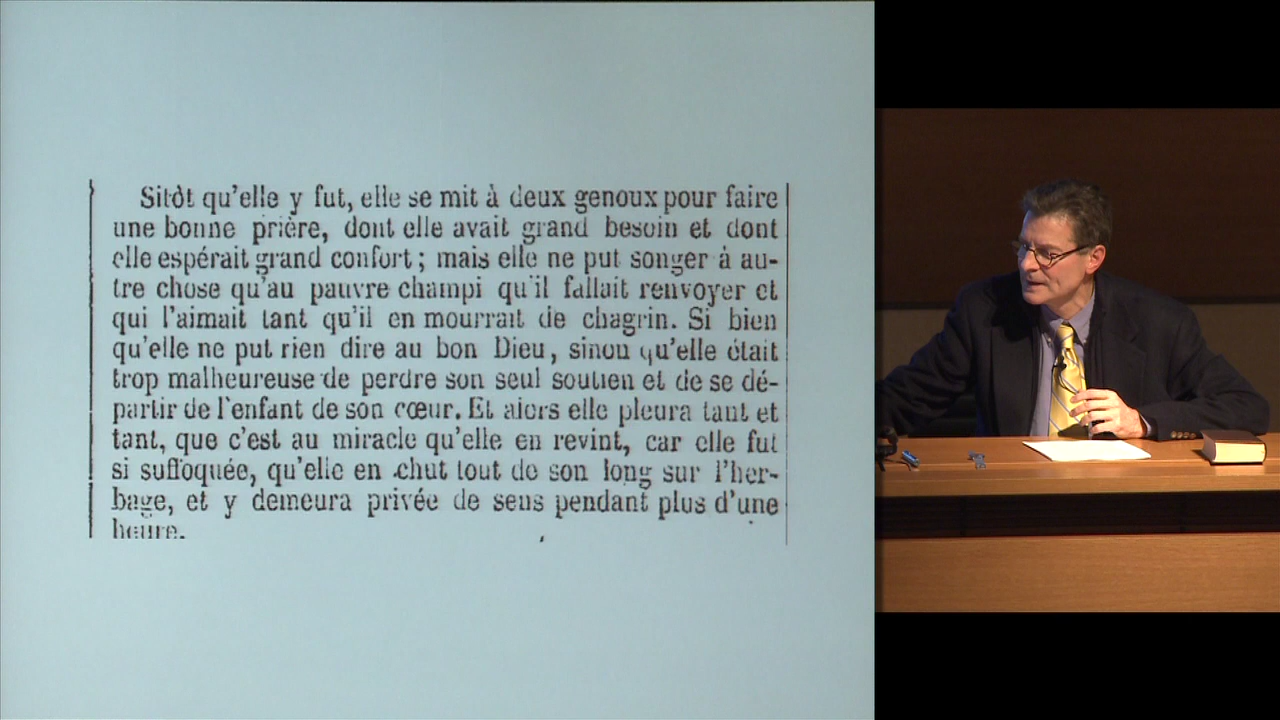 Sitôt qu'elle y fut, elle se mit à deux genoux pour faire
une bonne prière, dont elle avait grand besoin et dont
elle espérait grand confort ; mais elle ne put songer à au-
tre chose qu'au pauvre champi qu'il fallait renvoyer et
qui l'aimait tant qu'il en mourrait de chagrin. Si bien
qu'elle ne put rien dire au bon Dieu, sinon qu'elle était
trop malheureuse de perdre son seul soutien et de se dé-
partir de l'enfant de son cœur. Et alors elle pleura tant et
tant, que c'est au miracle qu'elle en revint, car elle fut
si suffoquée, qu'elle en chut tout de son long sur l'her-
bage, et y demeura privée de sens pendant plus d'une
heure.